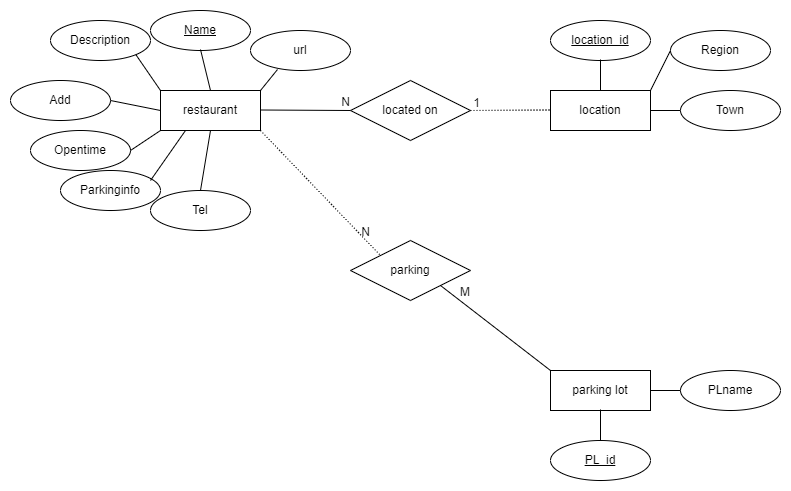 Name
Description
url
location_id
Region
Add
restaurant
N
located on
1
location
Town
Opentime
Parkinginfo
Tel
N
parking
M
parking lot
PLname
PL_id